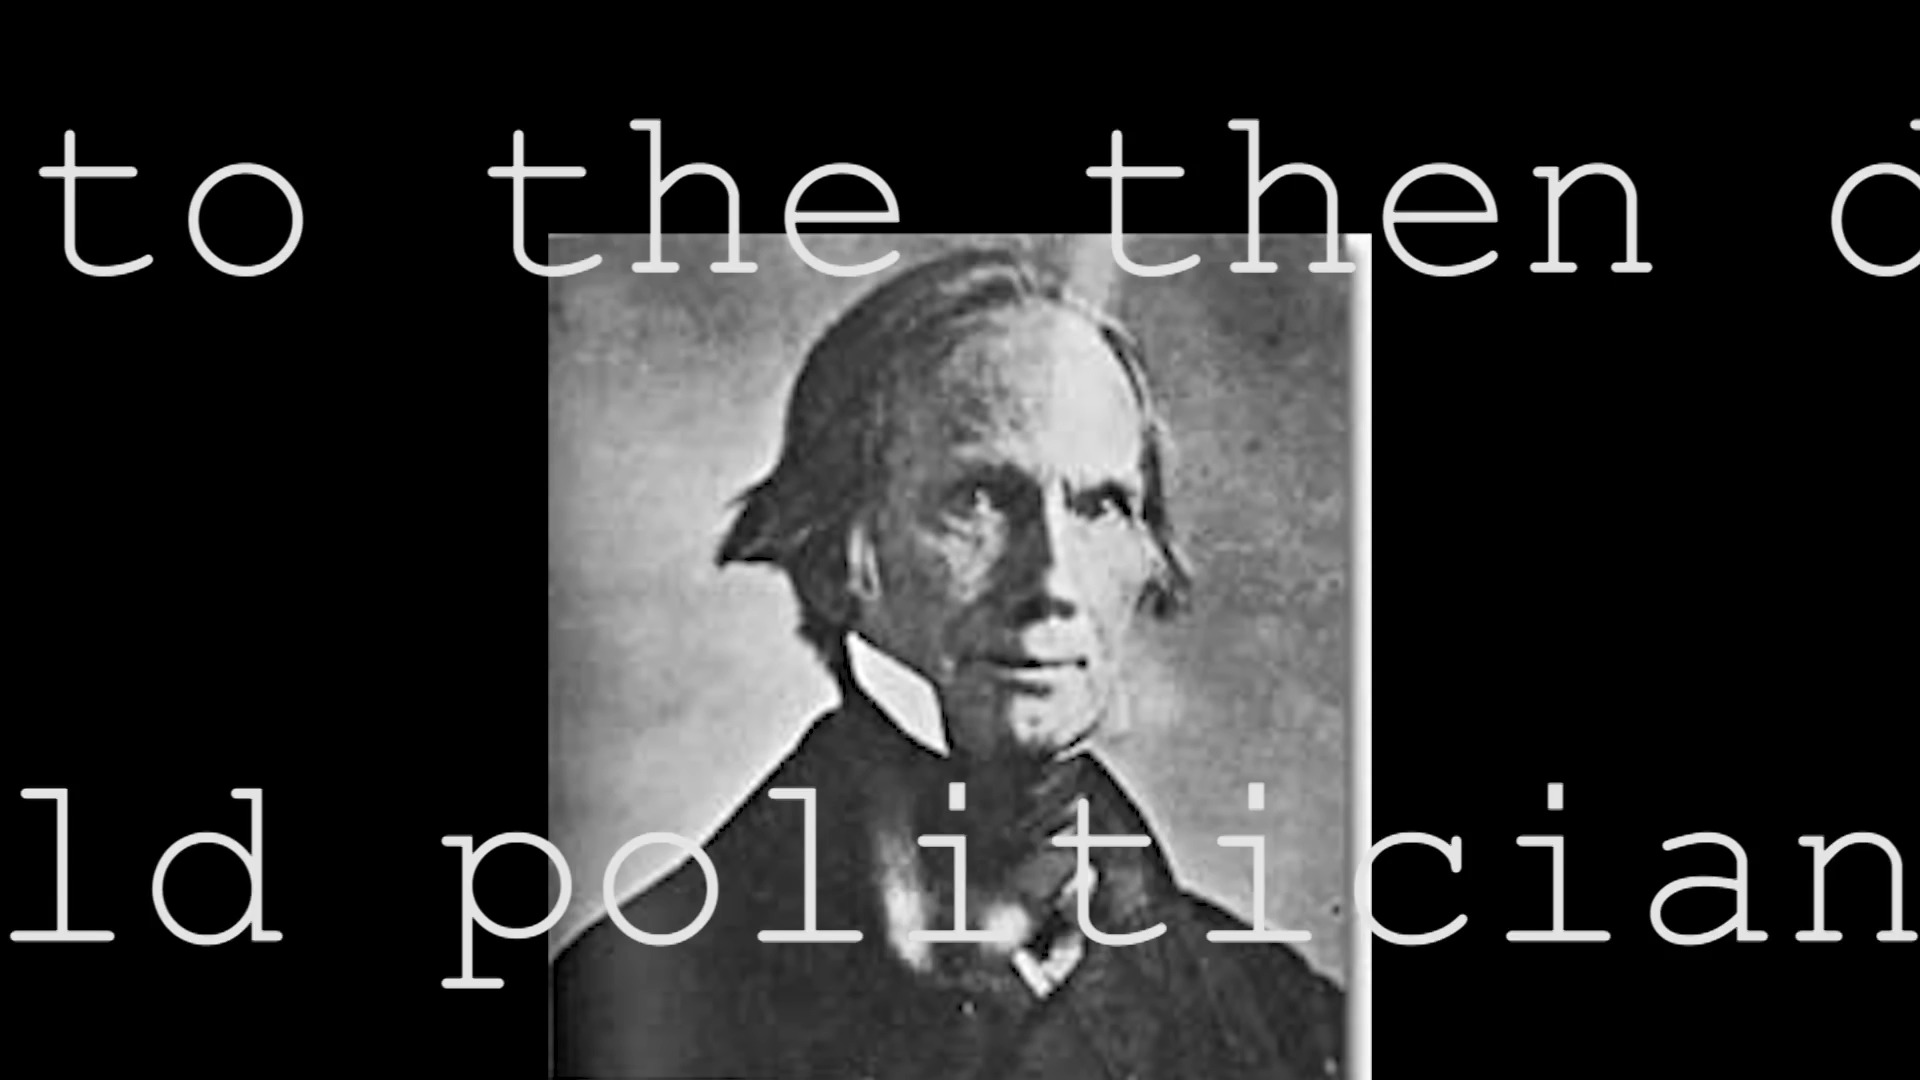 to the then
ld politician